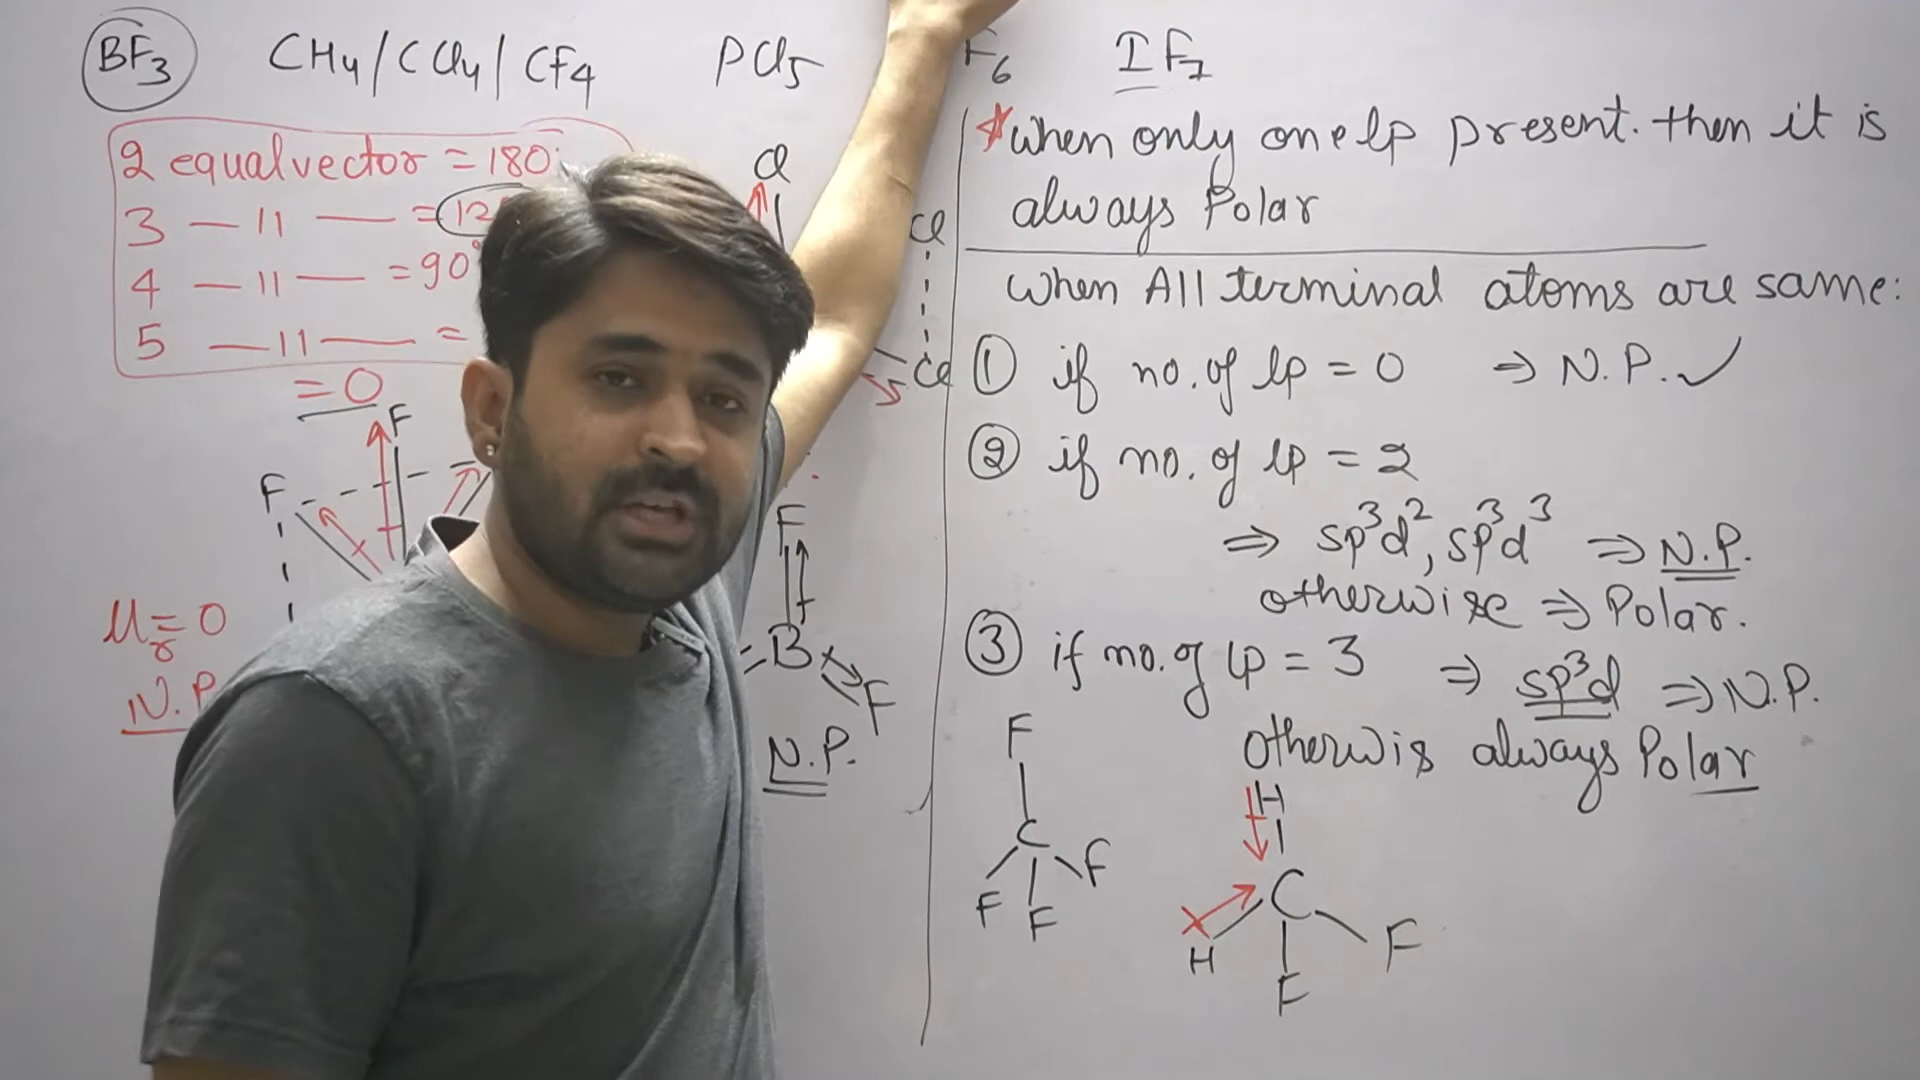 BF3 CH4/CCl4/CF4 PCl5 F6 IF7
2 equal vector = 180
3 — 11 — = 12
4 — 11 — = 90°
5 — 11 — =
= 0
Cl
Cl
Cl
F
F
μr = 0
N.P
F
B
F
N.P.
*when only one lp present. then it is
always Polar
when All terminal atoms are same:
① if no. of lp = 0 ⇒ N.P. ✓
② if no. of lp = 2
⇒ sp³d², sp³d³ ⇒ N.P.
otherwise ⇒ Polar.
③ if no. of lp = 3 ⇒ sp³d ⇒ N.P.
Otherwis always Polar
F
C
F F F
H
C
H F
F